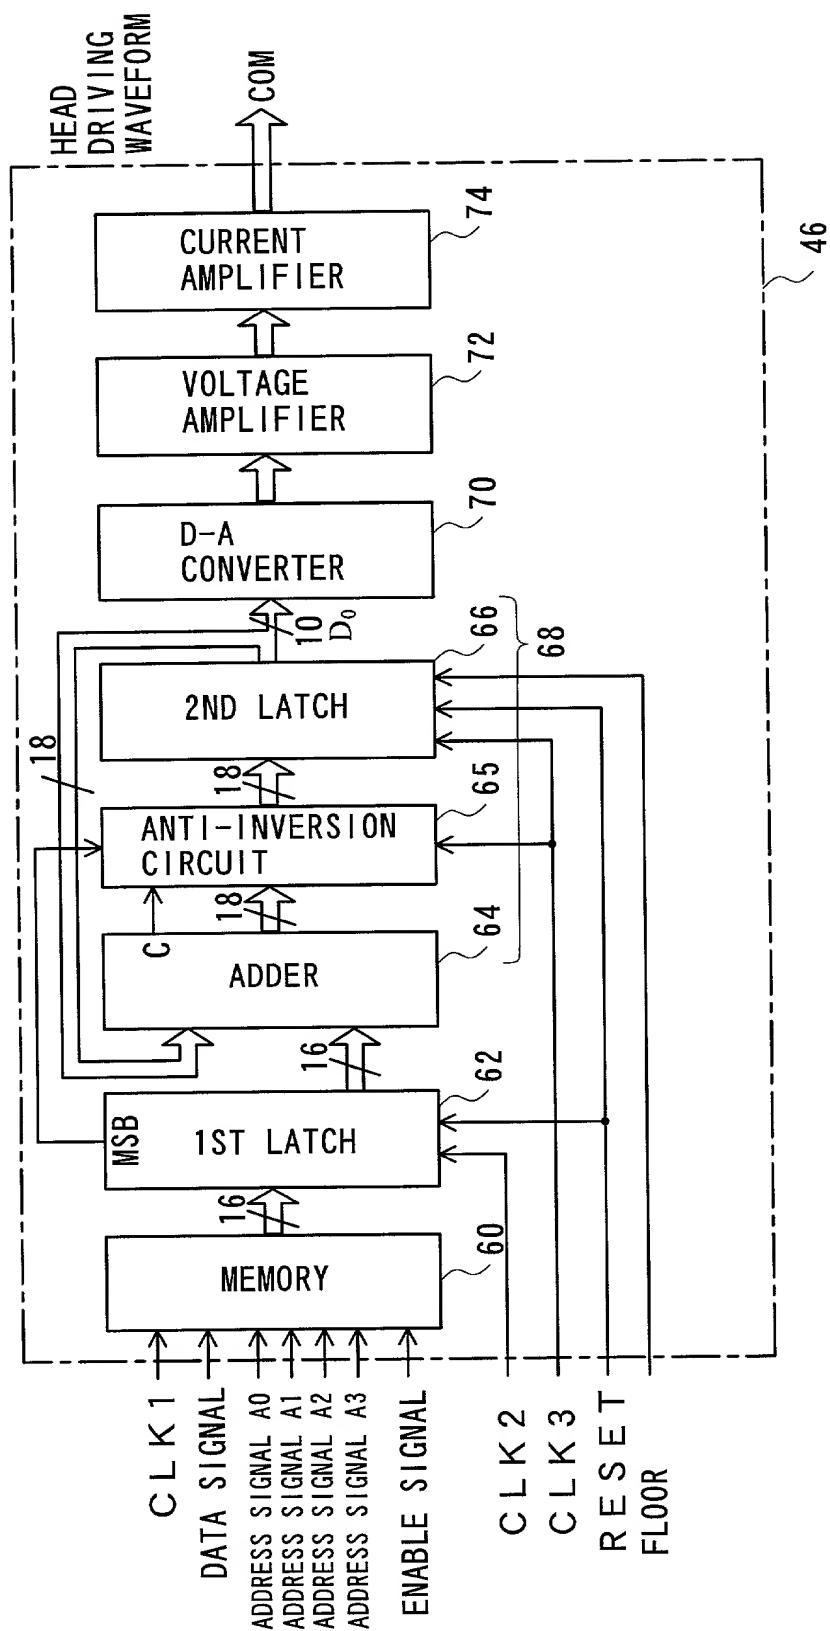 HEAD
DRIVING
WAVEFORM
COM
CURRENT
AMPLIFIER
74
VOLTAGE
AMPLIFIER
72
D-A
CONVERTER
70
10
D0
2ND LATCH
66
68
18
18
ANTI-INVERSION
CIRCUIT
65
C
18
ADDER
64
16
MSB
1ST LATCH
62
16
MEMORY
60
46
CLK1
DATA SIGNAL
ADDRESS SIGNAL A0
ADDRESS SIGNAL A1
ADDRESS SIGNAL A2
ADDRESS SIGNAL A3
ENABLE SIGNAL
CLK2
CLK3
RESET
FLOOR